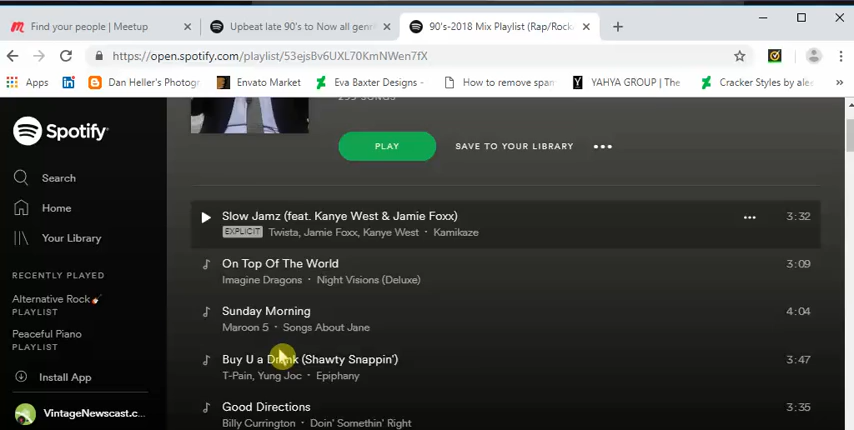 Find your people | Meetup
Upbeat late 90's to Now all genr
90's-2018 Mix Playlist (Rap/Rock
https://open.spotify.com/playlist/53ejsBv6UXL70KmNWen7fX
Apps
Dan Heller's Photog
Envato Market
Eva Baxter Designs -
How to remove spam
YAHYA GROUP | The
Cracker Styles by ale
»
SONGS
Spotify
PLAY
SAVE TO YOUR LIBRARY
Search
Home
Your Library
RECENTLY PLAYED
Alternative Rock🎸
PLAYLIST
Peaceful Piano
PLAYLIST
Install App
VintageNewscast.c...
Slow Jamz (feat. Kanye West & Jamie Foxx) 3:32
EXPLICIT Twista, Jamie Foxx, Kanye West • Kamikaze
On Top Of The World 3:09
Imagine Dragons • Night Visions (Deluxe)
Sunday Morning 4:04
Maroon 5 • Songs About Jane
Buy U a Drank (Shawty Snappin') 3:47
T-Pain, Yung Joc • Epiphany
Good Directions 3:35
Billy Currington • Doin' Somethin' Right